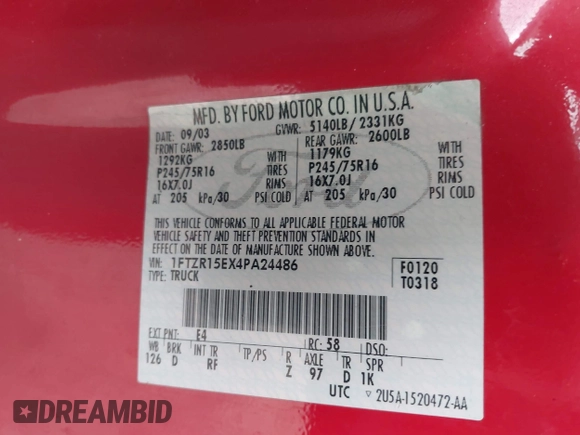 MFD. BY FORD MOTOR CO. IN U.S.A.
09/03 GVWR: 5140LB/ 2331KG
FRONT GAWR: 2850LB REAR GAWR: 2600LB
1292KG WITH 1179KG WITH
P245/75R16 TIRES P245/75R16 TIRES
16X7.0J RIMS 16X7.0J RIMS
AT 205 kPa/30 PSI COLD AT 205 kPa/30 PSI COLD
Ford
THIS VEHICLE CONFORMS TO ALL APPLICABLE FEDERAL MOTOR
VEHICLE SAFETY AND THEFT PREVENTION STANDARDS IN
EFFECT ON THE DATE OF MANUFACTURE SHOWN ABOVE.
VIN: 1FTZR15EX4PA24486 F0120
TYPE: TRUCK T0318
EXT PNT: E4 RC: 58 DSO:
WB BRK INT TR TP/PS R AXLE TR SPR
126 D RF Z 97 D 1K
UTC ▽ 2U5A-1520472-AA
DREAMBID